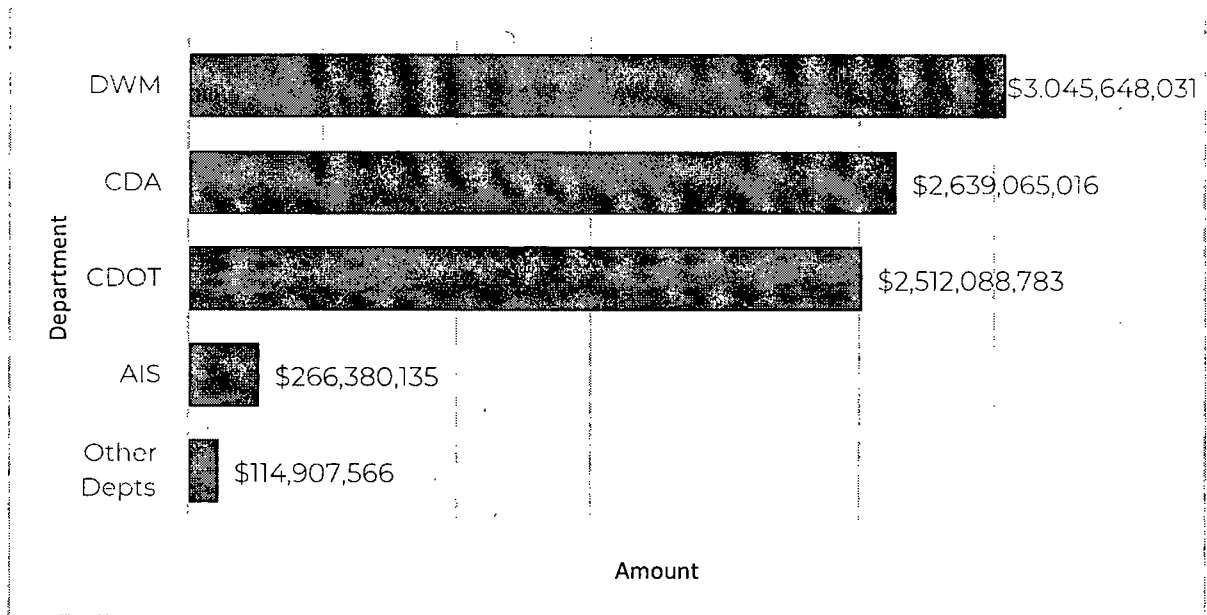 DWM
$3.045,648,031
CDA
$2,639,065,016
CDOT
$2,512,088,783
AIS
$266,380,135
Other
Depts
$114,907,566
Department
Amount